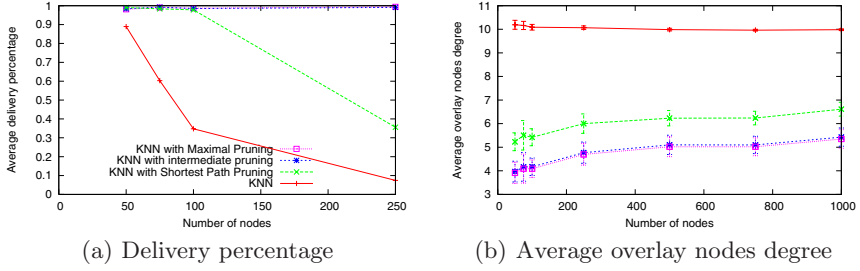 Average delivery percentage
1
0.9
0.8
0.7
0.6
0.5
0.4
0.3
0.2
0.1
0
KNN with Maximal Pruning
KNN with intermediate pruning
KNN with Shortest Path Pruning
KNN
0 50 100 150 200 250
Number of nodes
(a) Delivery percentage
Average overlay nodes degree
11
10
9
8
7
6
5
4
3
0 200 400 600 800 1000
Number of nodes
(b) Average overlay nodes degree